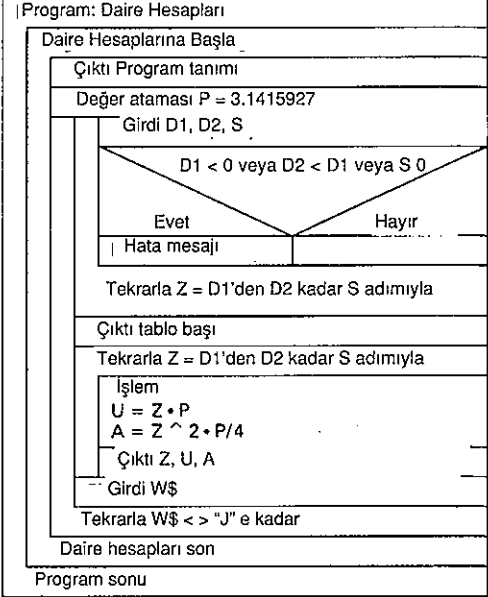 Program: Daire Hesapları
Daire Hesaplarına Başla
Çıktı Program tanımı
Değer ataması P = 3.1415927
Girdi D1, D2, S
D1 < 0 veya D2 < D1 veya S 0
Evet
Hayır
Hata mesajı
Tekrarla Z = D1'den D2 kadar S adımıyla
Çıktı tablo başı
Tekrarla Z = D1'den D2 kadar S adımıyla
İşlem
U = Z * P
A = Z ^ 2 * P/4
Çıktı Z, U, A
Girdi W$
Tekrarla W$ < > "J" e kadar
Daire hesapları son
Program sonu